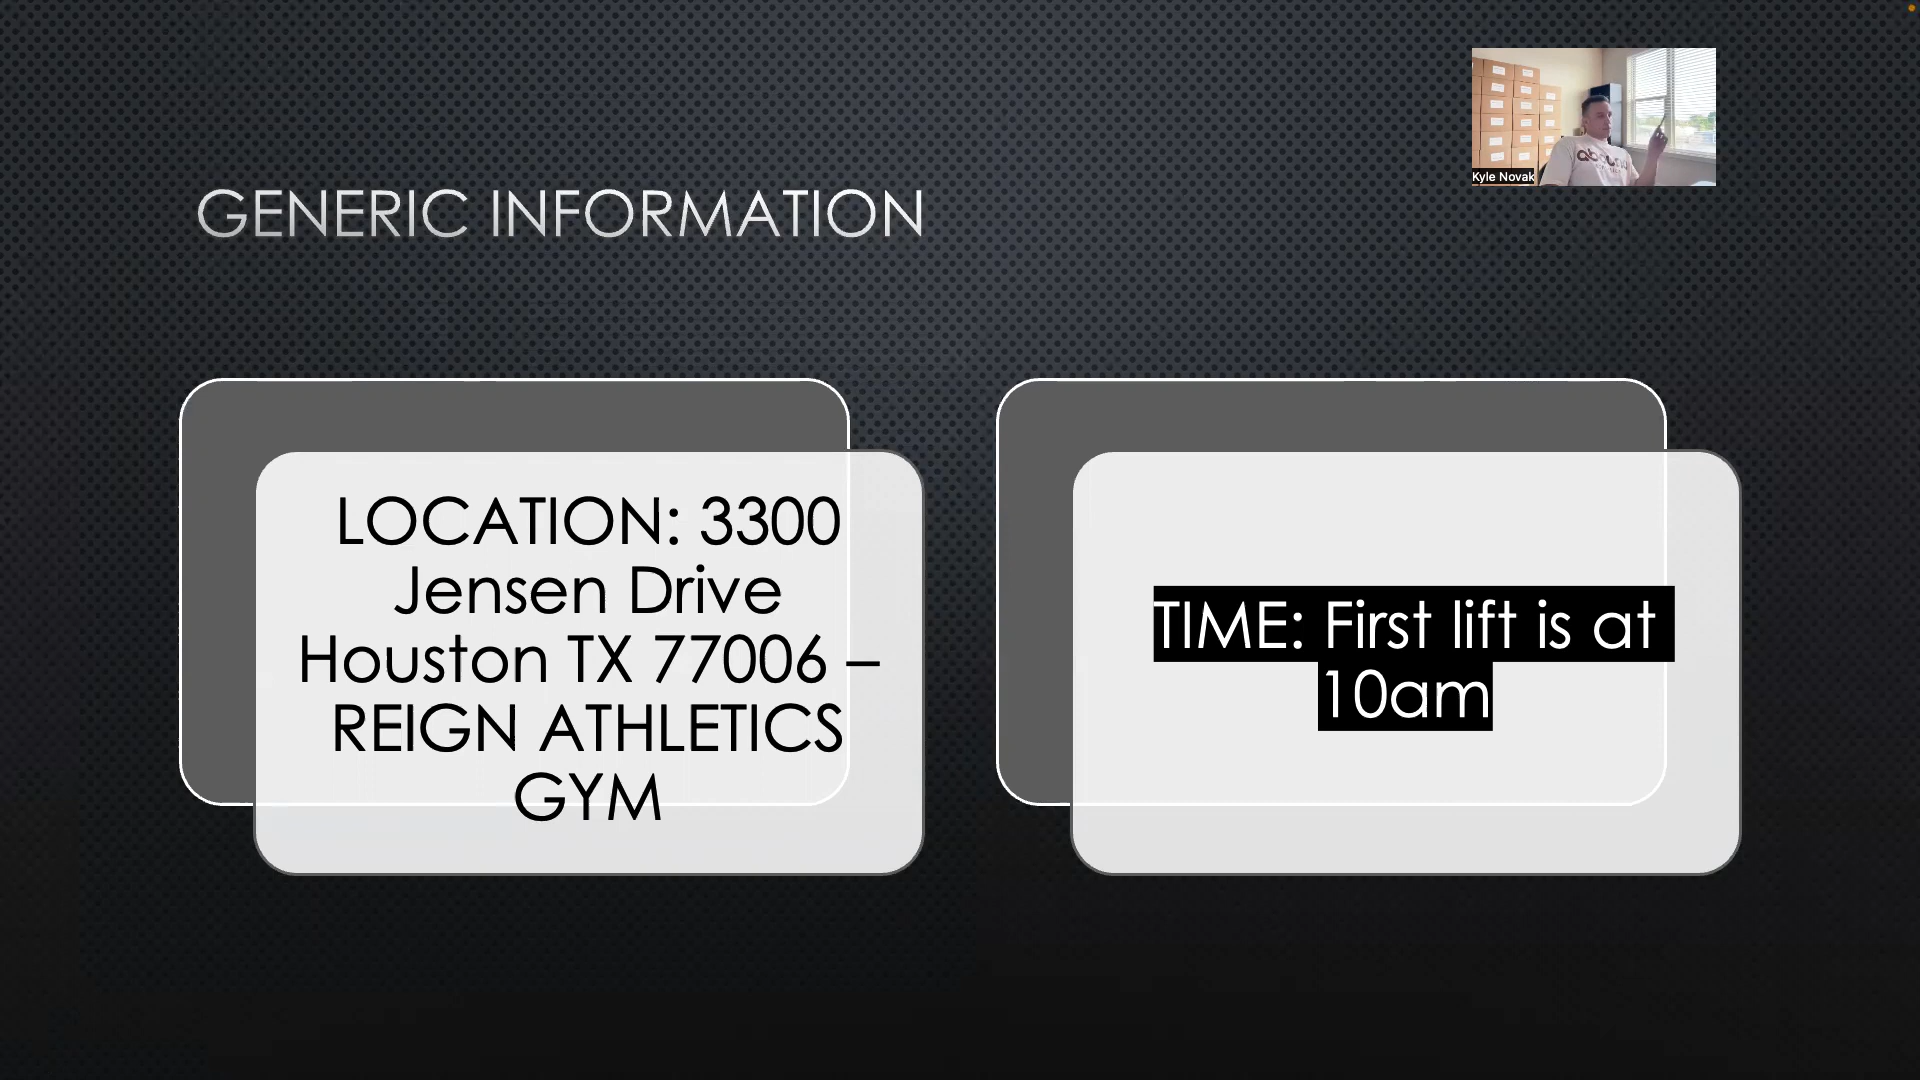 Kyle Novak
GENERIC INFORMATION
LOCATION: 3300
Jensen Drive
Houston TX 77006 –
REIGN ATHLETICS
GYM
TIME: First lift is at
10am